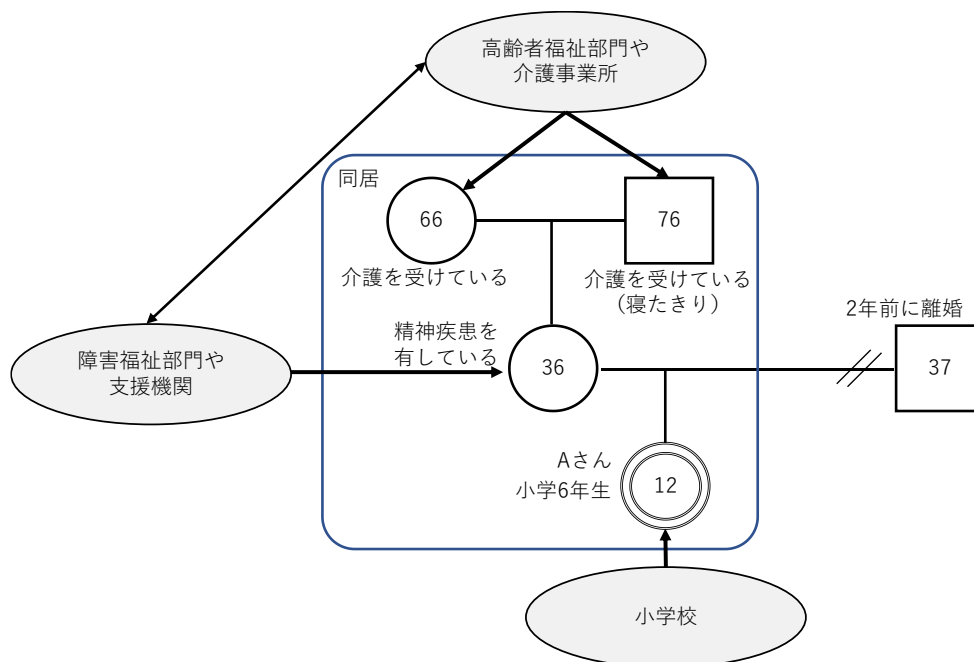 高齢者福祉部門や
介護事業所
同居
66
76
介護を受けている
介護を受けている
(寝たきり)
2年前に離婚
障害福祉部門や
支援機関
精神疾患を
有している
36
37
Aさん
小学6年生
12
小学校